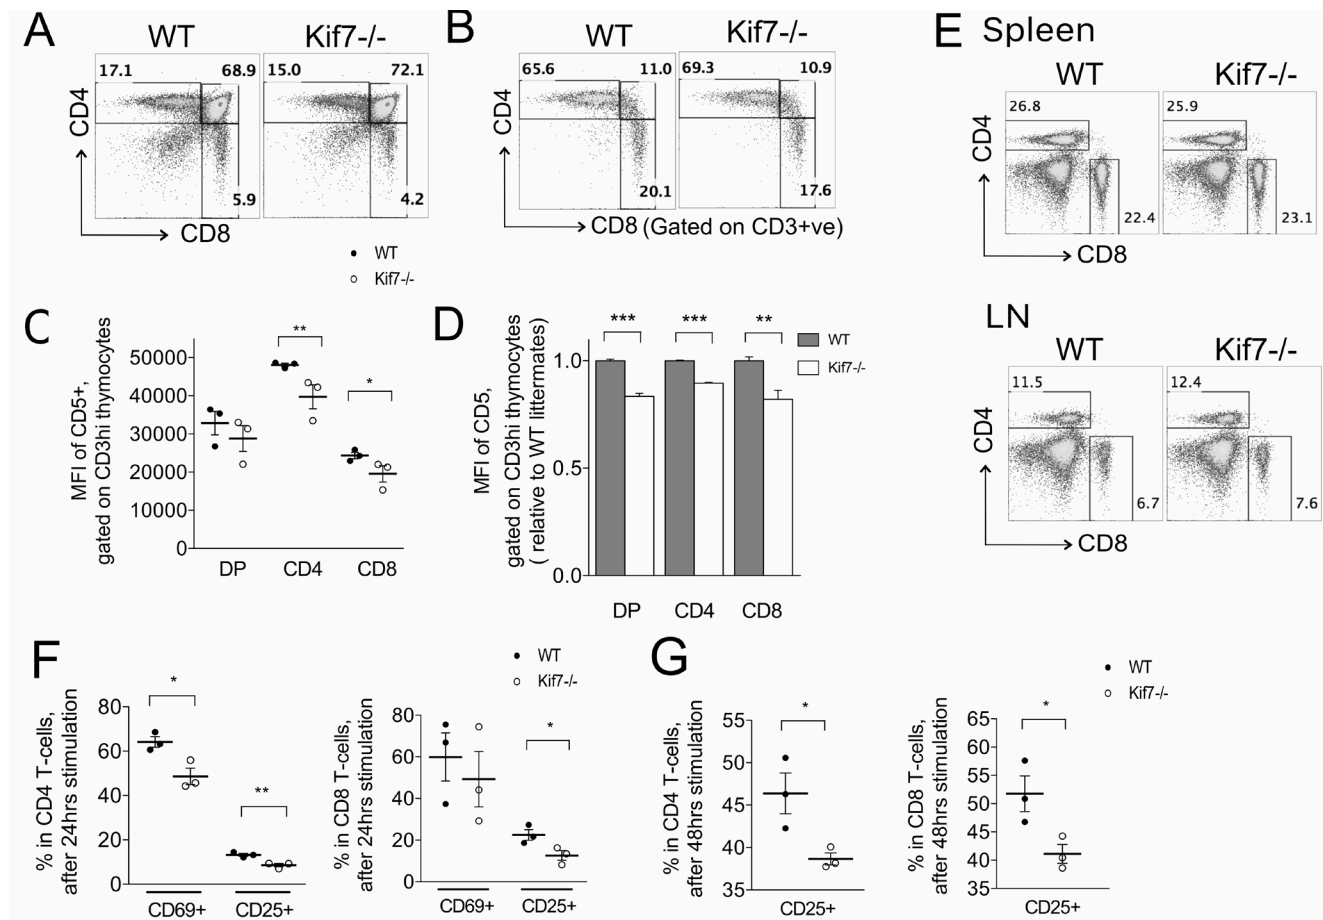 A
WT
Kif7-/-
17.1
68.9
15.0
72.1
5.9
4.2
CD4
CD8
B
WT
Kif7-/-
65.6
11.0
69.3
10.9
20.1
17.6
CD4
CD8 (Gated on CD3+ve)
E
Spleen
WT
Kif7-/-
26.8
25.9
22.4
23.1
CD4
CD8
LN
WT
Kif7-/-
11.5
12.4
6.7
7.6
CD4
CD8
WT
Kif7-/-
C
MFI of CD5+,
gated on CD3hi thymocytes
50000
40000
30000
20000
10000
0
**
*
DP
CD4
CD8
D
MFI of CD5,
gated on CD3hi thymocytes
( relative to WT littermates)
1.0
0.5
0.0
***
***
**
WT
Kif7-/-
DP
CD4
CD8
F
WT
Kif7-/-
% in CD4 T-cells,
after 24hrs stimulation
80
60
40
20
0
*
**
CD69+
CD25+
% in CD8 T-cells,
after 24hrs stimulation
80
60
40
20
0
*
CD69+
CD25+
G
WT
Kif7-/-
% in CD4 T-cells,
after 48hrs stimulation
55
50
45
40
35
*
CD25+
% in CD8 T-cells,
after 48hrs stimulation
65
60
55
50
45
40
35
*
CD25+